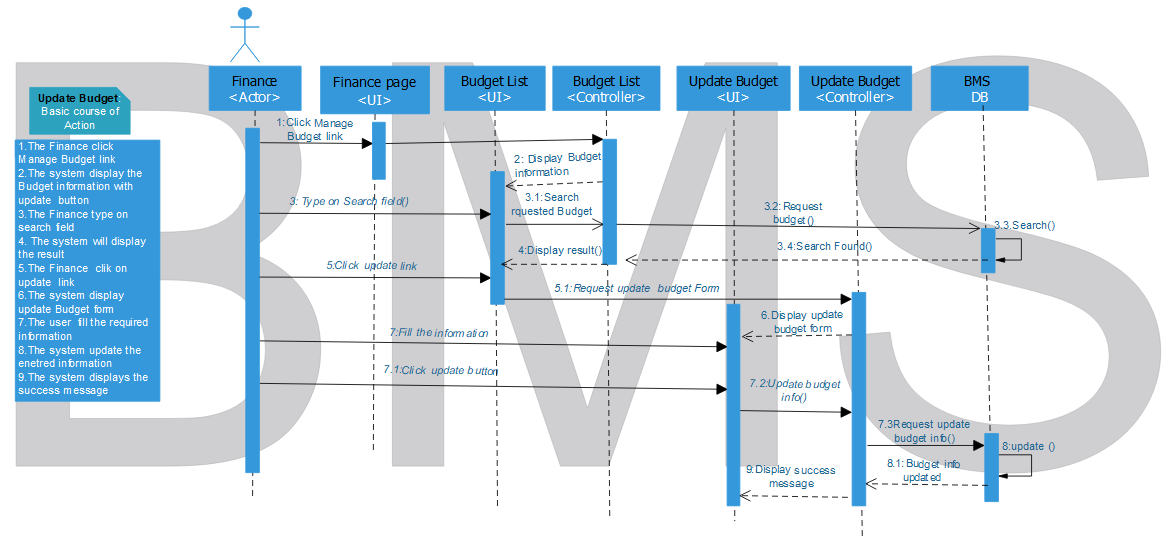 Finance
<Actor>
Finance page
<UI>
Budget List
<UI>
Budget List
<Controller>
Update Budget
<UI>
Update Budget
<Controller>
BMS
DB
Update Budget:
Basic course of
Action
1.The Finance click
Manage Budget link
2.The system display the
Budget information with
update button
3.The Finance type on
search field
4. The system will display
the result
5.The Finance clik on
update link
6.The system display
update Budget form
7.The user fill the required
information
8.The system update the
enetred information
9.The system displays the
success message
1:Click Manage
Budget link
2: Display Budget
information
3: Type on Search field()
3.1:Search
rquested Budget
3.2:Request
budget()
3.3.Search()
3.4:Search Found()
4:Display result()
5:Click update link
5.1:Request update budget Form
6.Display update
budget form
7:Fill the information
7.1:Click update button
7.2:Update budget
info()
7.3Request update
budget info()
8:update ()
8.1: Budget info
updated
9:Display success
message
BMS